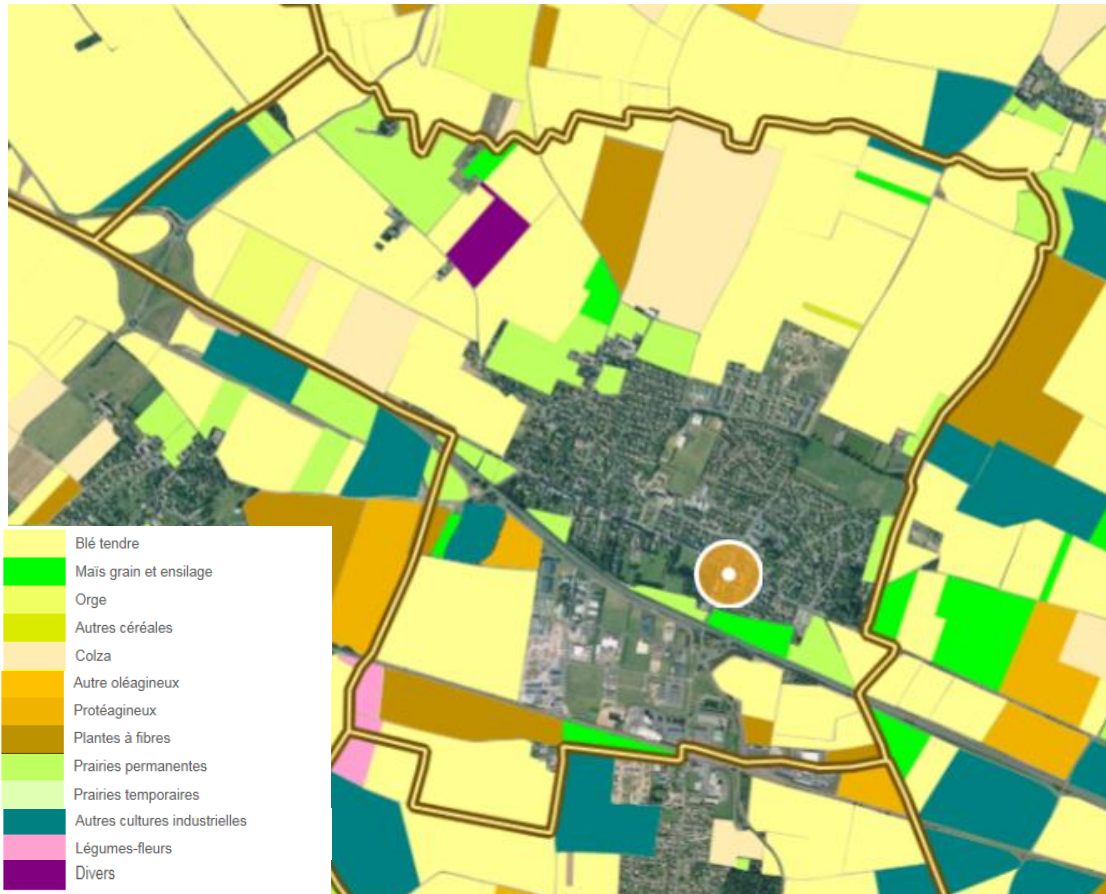 Blé tendre
Maïs grain et ensilage
Orge
Autres céréales
Colza
Autre oléagineux
Protéagineux
Plantes à fibres
Prairies permanentes
Prairies temporaires
Autres cultures industrielles
Légumes-fleurs
Divers